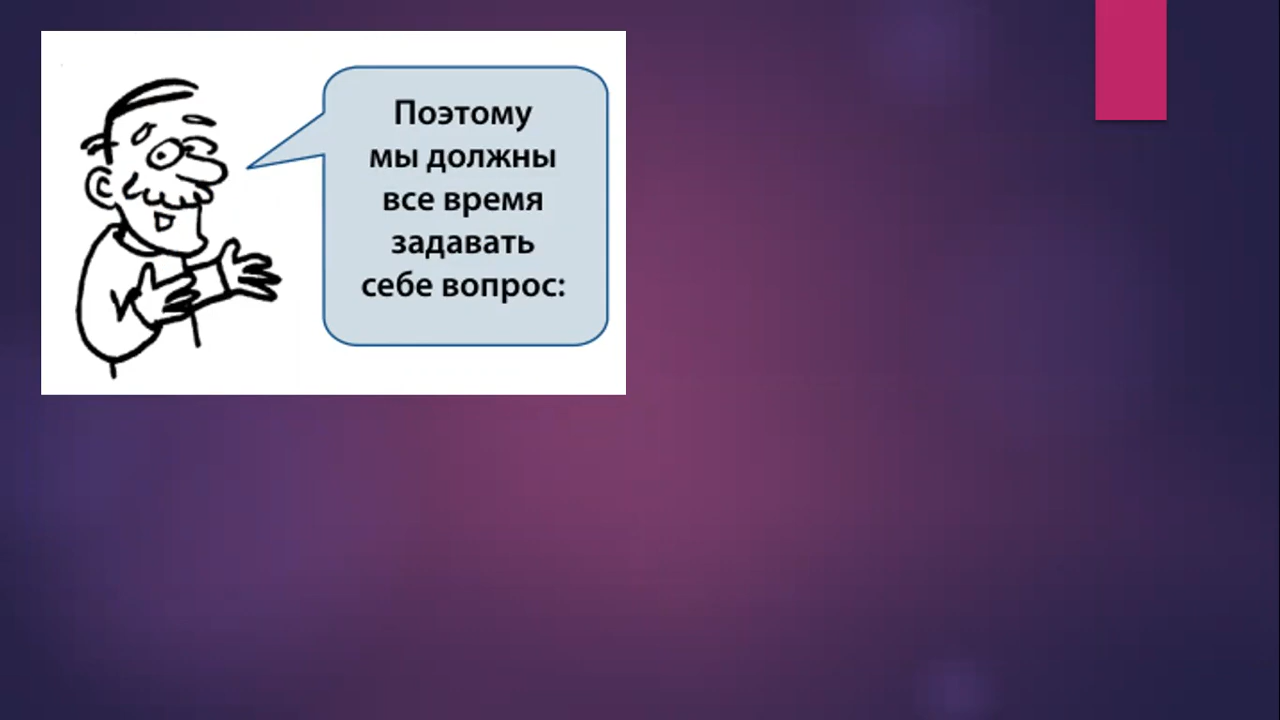 Поэтому
мы должны
все время
задавать
себе вопрос: